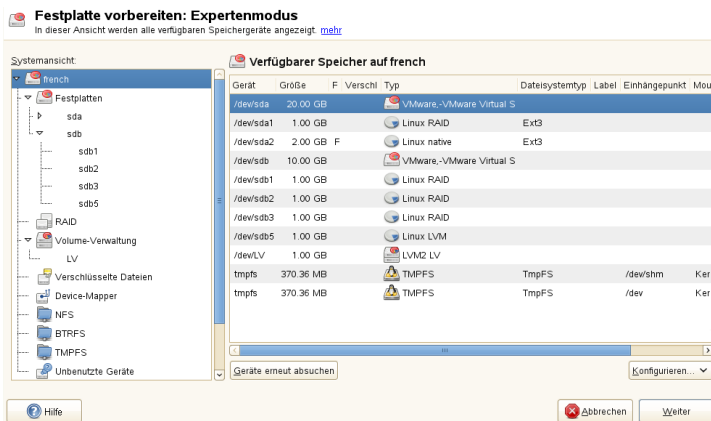 Festplatte vorbereiten: Expertenmodus
In dieser Ansicht werden alle verfügbaren Speichergeräte angezeigt. mehr
Systemansicht:
french
Festplatten
sda
sdb
sdb1
sdb2
sdb3
sdb5
RAID
Volume-Verwaltung
LV
Verschlüsselte Dateien
Device-Mapper
NFS
BTRFS
TMPFS
Unbenutzte Geräte
Verfügbarer Speicher auf french
Gerät Größe F Verschl Typ Dateisystemtyp Label Einhängepunkt Mou
/dev/sda 20.00 GB VMware,-VMware Virtual S
/dev/sda1 1.00 GB Linux RAID Ext3
/dev/sda2 2.00 GB F Linux native Ext3
/dev/sdb 10.00 GB VMware,-VMware Virtual S
/dev/sdb1 1.00 GB Linux RAID
/dev/sdb2 1.00 GB Linux RAID
/dev/sdb3 1.00 GB Linux RAID
/dev/sdb5 1.00 GB Linux LVM
/dev/LV 1.00 GB LVM2 LV
tmpfs 370.36 MB TMPFS TmpFS /dev/shm Ker
tmpfs 370.36 MB TMPFS TmpFS /dev Ker
Geräte erneut absuchen
Konfigurieren...
Hilfe
Abbrechen
Weiter